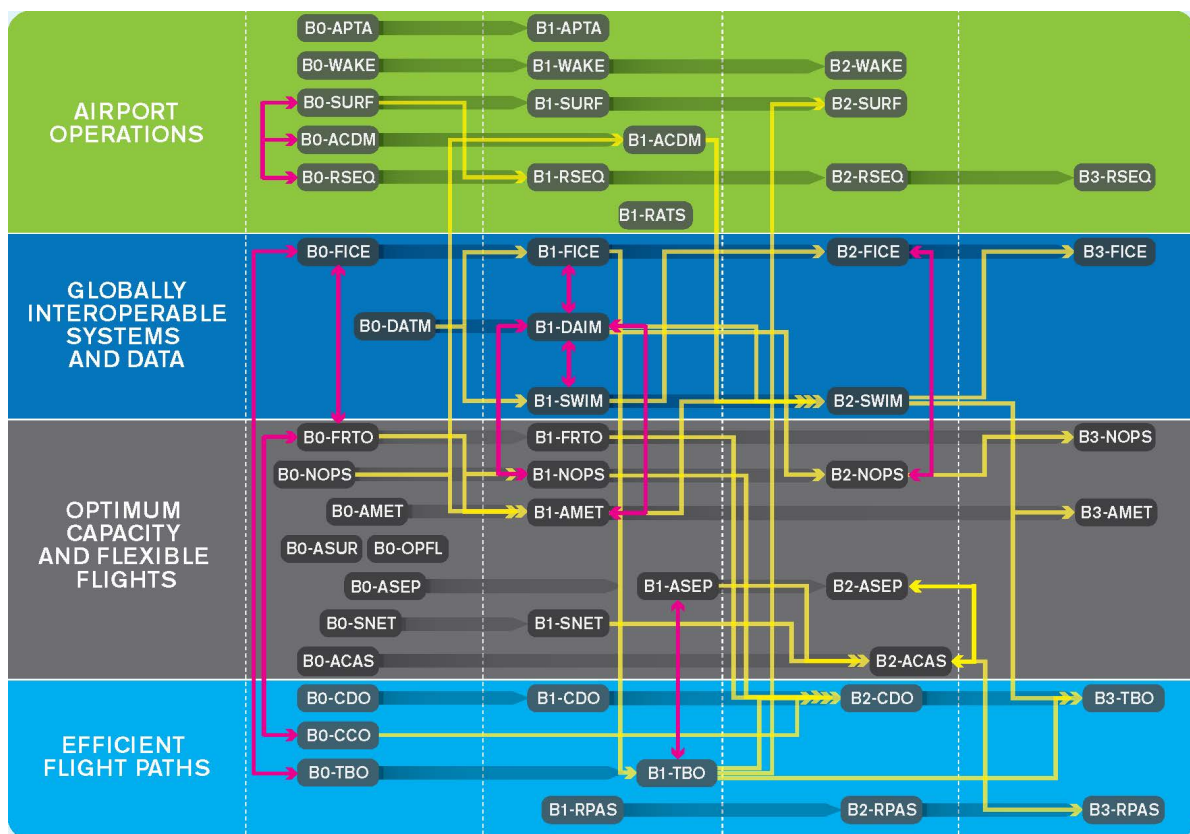 AIRPORT
OPERATIONS
B0-APTA B1-APTA
B0-WAKE B1-WAKE B2-WAKE
B0-SURF B1-SURF B2-SURF
B0-ACDM B1-ACDM
B0-RSEQ B1-RSEQ B2-RSEQ B3-RSEQ
B1-RATS
GLOBALLY
INTEROPERABLE
SYSTEMS
AND DATA
B0-FICE B1-FICE B2-FICE B3-FICE
B0-DATM B1-DAIM
B1-SWIM B2-SWIM
OPTIMUM
CAPACITY
AND FLEXIBLE
FLIGHTS
B0-FRTO B1-FRTO B3-NOPS
B0-NOPS B1-NOPS B2-NOPS
B0-AMET B1-AMET B3-AMET
B0-ASUR B0-OPFL
B0-ASEP B1-ASEP B2-ASEP
B0-SNET B1-SNET
B0-ACAS B2-ACAS
EFFICIENT
FLIGHT PATHS
B0-CDO B1-CDO B2-CDO B3-TBO
B0-CCO
B0-TBO B1-TBO
B1-RPAS B2-RPAS B3-RPAS